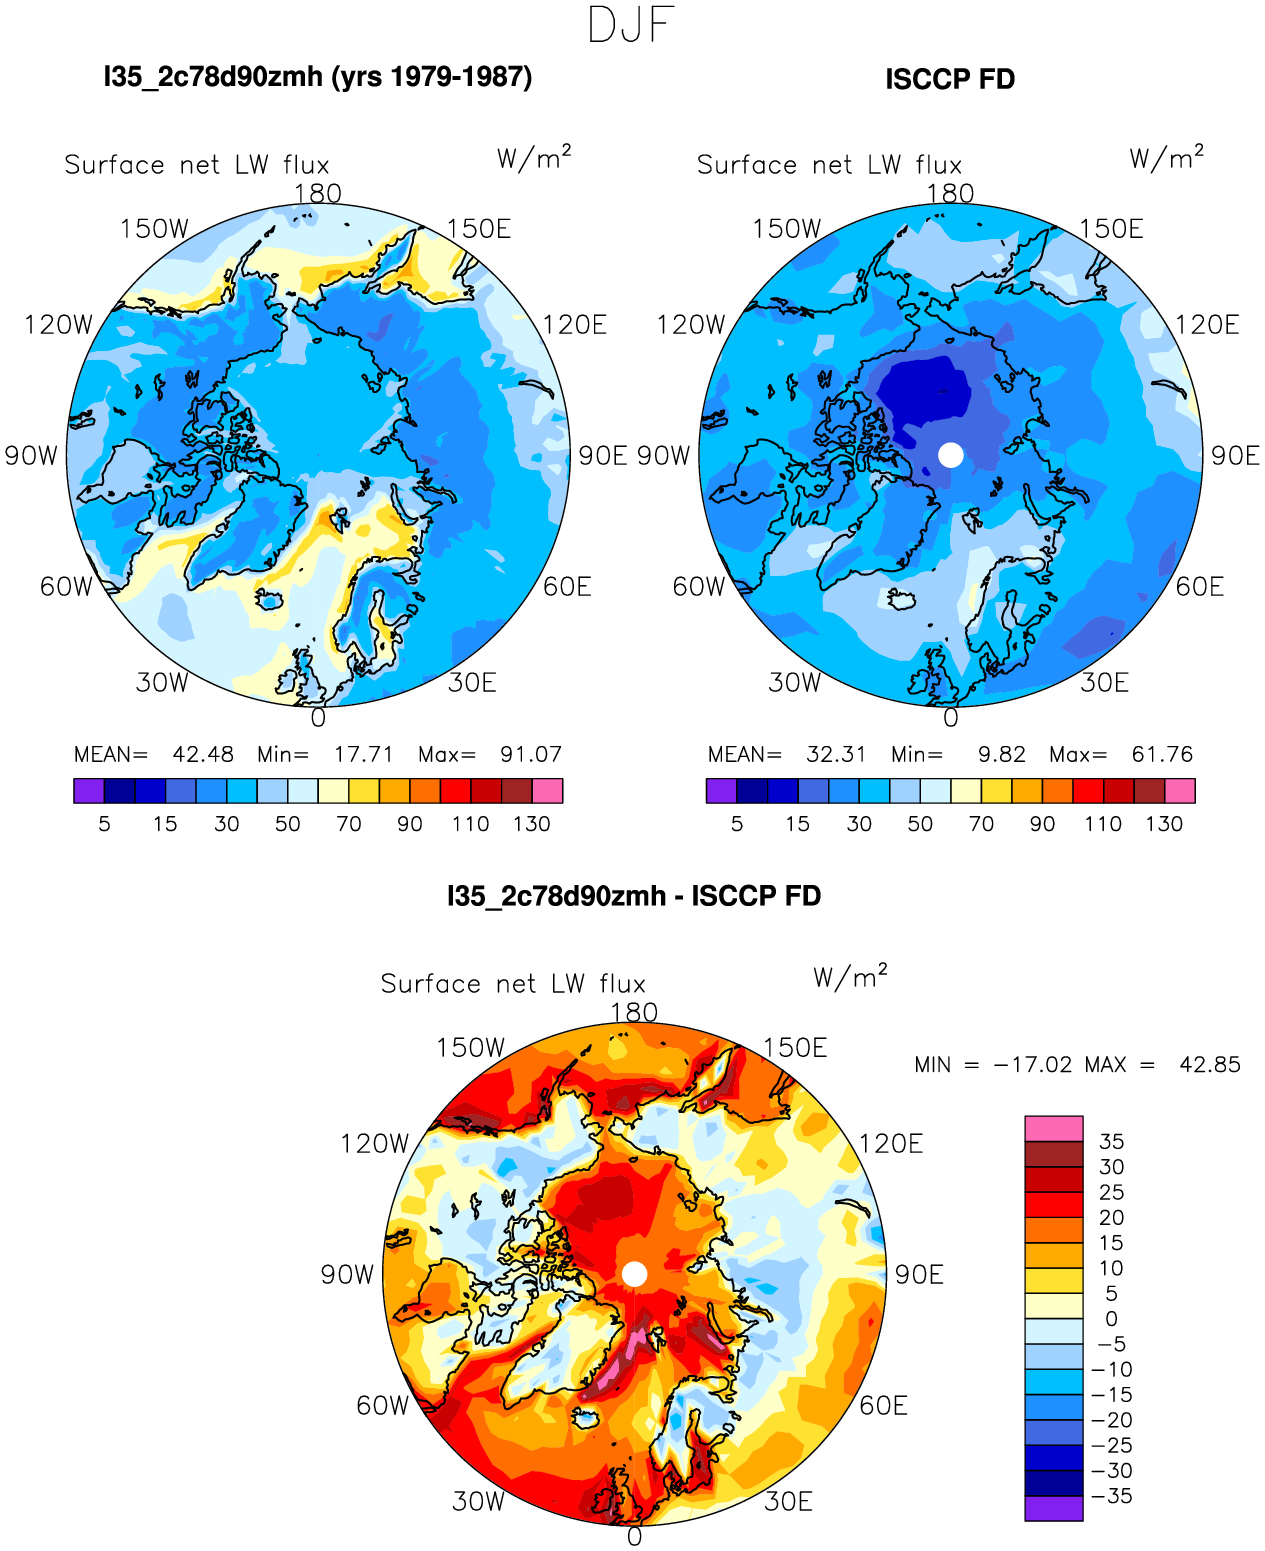 DJF
I35_2c78d90zmh (yrs 1979-1987)
ISCCP FD
Surface net LW flux W/m²
Surface net LW flux W/m²
180
150W 150E
120W 120E
90W 90E
60W 60E
30W 30E
0
180
150W 150E
120W 120E
90W 90E
60W 60E
30W 30E
0
MEAN= 42.48 Min= 17.71 Max= 91.07
MEAN= 32.31 Min= 9.82 Max= 61.76
5 15 30 50 70 90 110 130
5 15 30 50 70 90 110 130
I35_2c78d90zmh - ISCCP FD
Surface net LW flux W/m²
180
150W 150E
120W 120E
90W 90E
60W 60E
30W 30E
0
MIN = −17.02 MAX = 42.85
35
30
25
20
15
10
5
0
−5
−10
−15
−20
−25
−30
−35